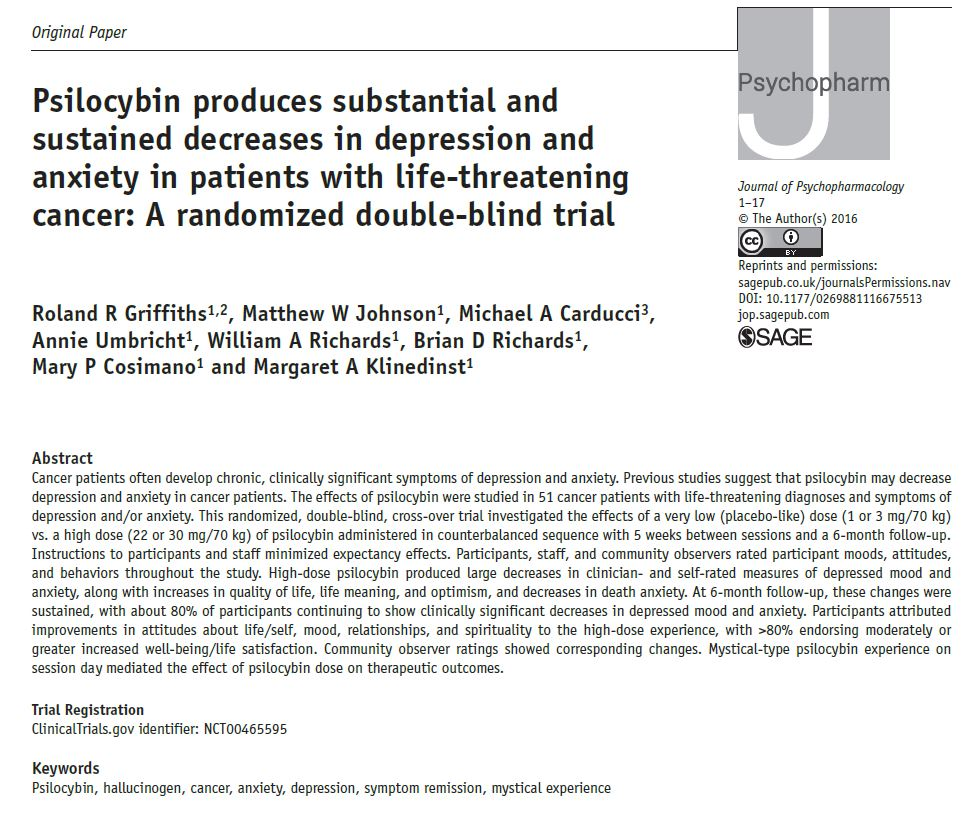 Original Paper
Psilocybin produces substantial and
sustained decreases in depression and
anxiety in patients with life-threatening
cancer: A randomized double-blind trial
Psychopharm
Journal of Psychopharmacology
1–17
© The Author(s) 2016
cc BY
Reprints and permissions:
sagepub.co.uk/journalsPermissions.nav
DOI: 10.1177/0269881116675513
jop.sagepub.com
SAGE
Roland R Griffiths1,2, Matthew W Johnson1, Michael A Carducci3,
Annie Umbricht1, William A Richards1, Brian D Richards1,
Mary P Cosimano1 and Margaret A Klinedinst1
Abstract
Cancer patients often develop chronic, clinically significant symptoms of depression and anxiety. Previous studies suggest that psilocybin may decrease
depression and anxiety in cancer patients. The effects of psilocybin were studied in 51 cancer patients with life-threatening diagnoses and symptoms of
depression and/or anxiety. This randomized, double-blind, cross-over trial investigated the effects of a very low (placebo-like) dose (1 or 3 mg/70 kg)
vs. a high dose (22 or 30 mg/70 kg) of psilocybin administered in counterbalanced sequence with 5 weeks between sessions and a 6-month follow-up.
Instructions to participants and staff minimized expectancy effects. Participants, staff, and community observers rated participant moods, attitudes,
and behaviors throughout the study. High-dose psilocybin produced large decreases in clinician- and self-rated measures of depressed mood and
anxiety, along with increases in quality of life, life meaning, and optimism, and decreases in death anxiety. At 6-month follow-up, these changes were
sustained, with about 80% of participants continuing to show clinically significant decreases in depressed mood and anxiety. Participants attributed
improvements in attitudes about life/self, mood, relationships, and spirituality to the high-dose experience, with >80% endorsing moderately or
greater increased well-being/life satisfaction. Community observer ratings showed corresponding changes. Mystical-type psilocybin experience on
session day mediated the effect of psilocybin dose on therapeutic outcomes.
Trial Registration
ClinicalTrials.gov identifier: NCT00465595
Keywords
Psilocybin, hallucinogen, cancer, anxiety, depression, symptom remission, mystical experience